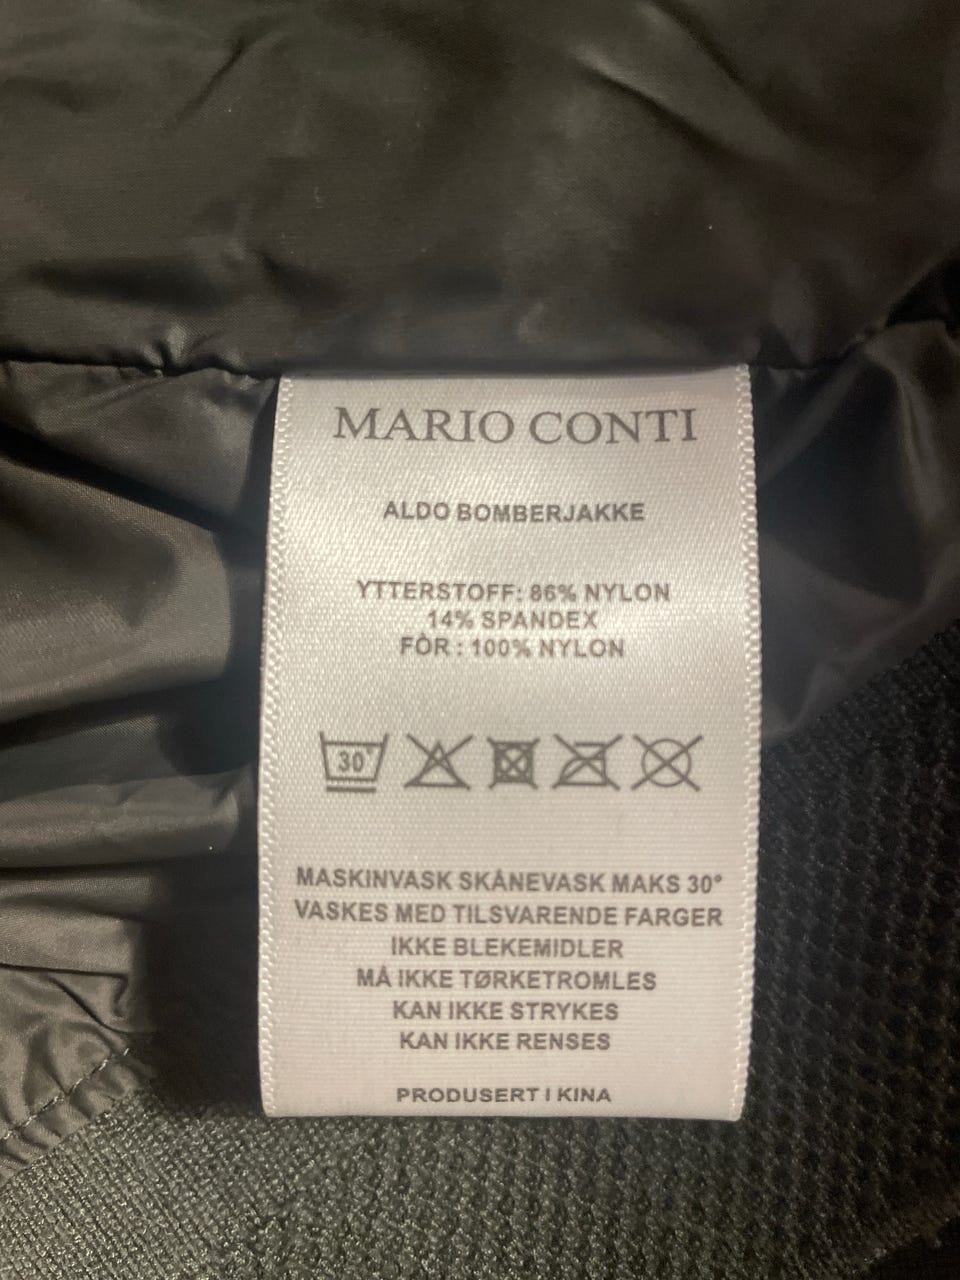 MARIO CONTI
ALDO BOMBERJAKKE
YTTERSTOFF: 86% NYLON
14% SPANDEX
FÔR : 100% NYLON
30°
MASKINVASK SKÅNEVASK MAKS 30°
VASKES MED TILSVARENDE FARGER
IKKE BLEKEMIDLER
MÅ IKKE TØRKETROMLES
KAN IKKE STRYKES
KAN IKKE RENSES
PRODUSERT I KINA